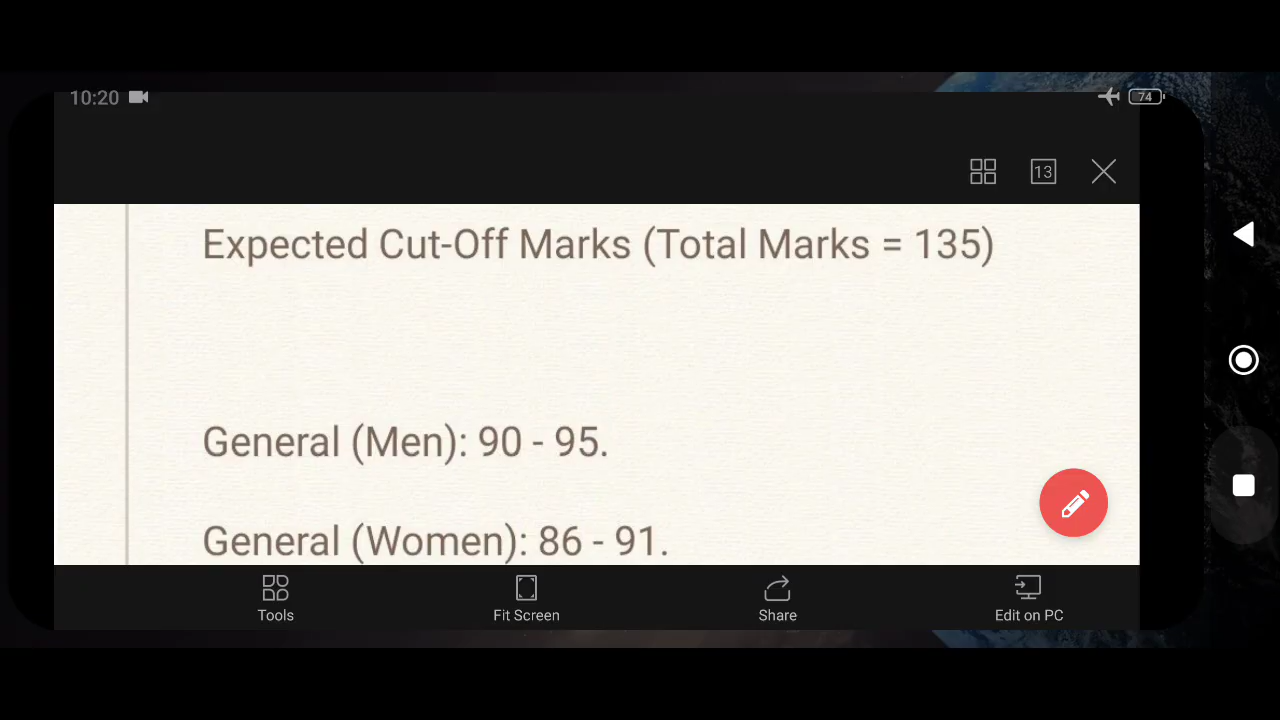 10:20
74
13
Expected Cut-Off Marks (Total Marks = 135)
General (Men): 90 - 95.
General (Women): 86 - 91.
Tools
Fit Screen
Share
Edit on PC